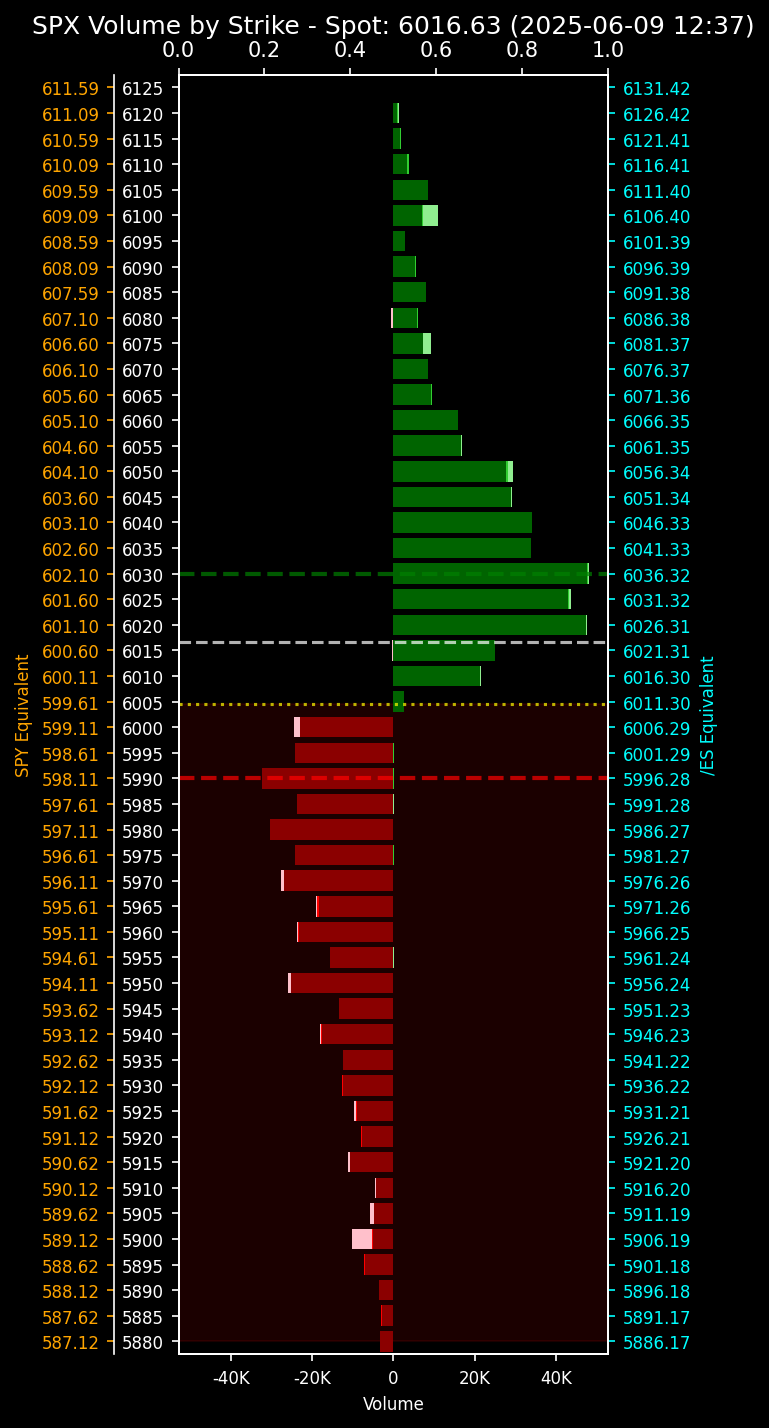 SPX Volume by Strike - Spot: 6016.63 (2025-06-09 12:37)
0.0 0.2 0.4 0.6 0.8 1.0
611.59 6125 6131.42
611.09 6120 6126.42
610.59 6115 6121.41
610.09 6110 6116.41
609.59 6105 6111.40
609.09 6100 6106.40
608.59 6095 6101.39
608.09 6090 6096.39
607.59 6085 6091.38
607.10 6080 6086.38
606.60 6075 6081.37
606.10 6070 6076.37
605.60 6065 6071.36
605.10 6060 6066.35
604.60 6055 6061.35
604.10 6050 6056.34
603.60 6045 6051.34
603.10 6040 6046.33
602.60 6035 6041.33
602.10 6030 6036.32
601.60 6025 6031.32
601.10 6020 6026.31
600.60 6015 6021.31
600.11 6010 6016.30
599.61 6005 6011.30
599.11 6000 6006.29
598.61 5995 6001.29
598.11 5990 5996.28
597.61 5985 5991.28
597.11 5980 5986.27
596.61 5975 5981.27
596.11 5970 5976.26
595.61 5965 5971.26
595.11 5960 5966.25
594.61 5955 5961.24
594.11 5950 5956.24
593.62 5945 5951.23
593.12 5940 5946.23
592.62 5935 5941.22
592.12 5930 5936.22
591.62 5925 5931.21
591.12 5920 5926.21
590.62 5915 5921.20
590.12 5910 5916.20
589.62 5905 5911.19
589.12 5900 5906.19
588.62 5895 5901.18
588.12 5890 5896.18
587.62 5885 5891.17
587.12 5880 5886.17
SPY Equivalent
/ES Equivalent
-40K -20K 0 20K 40K
Volume